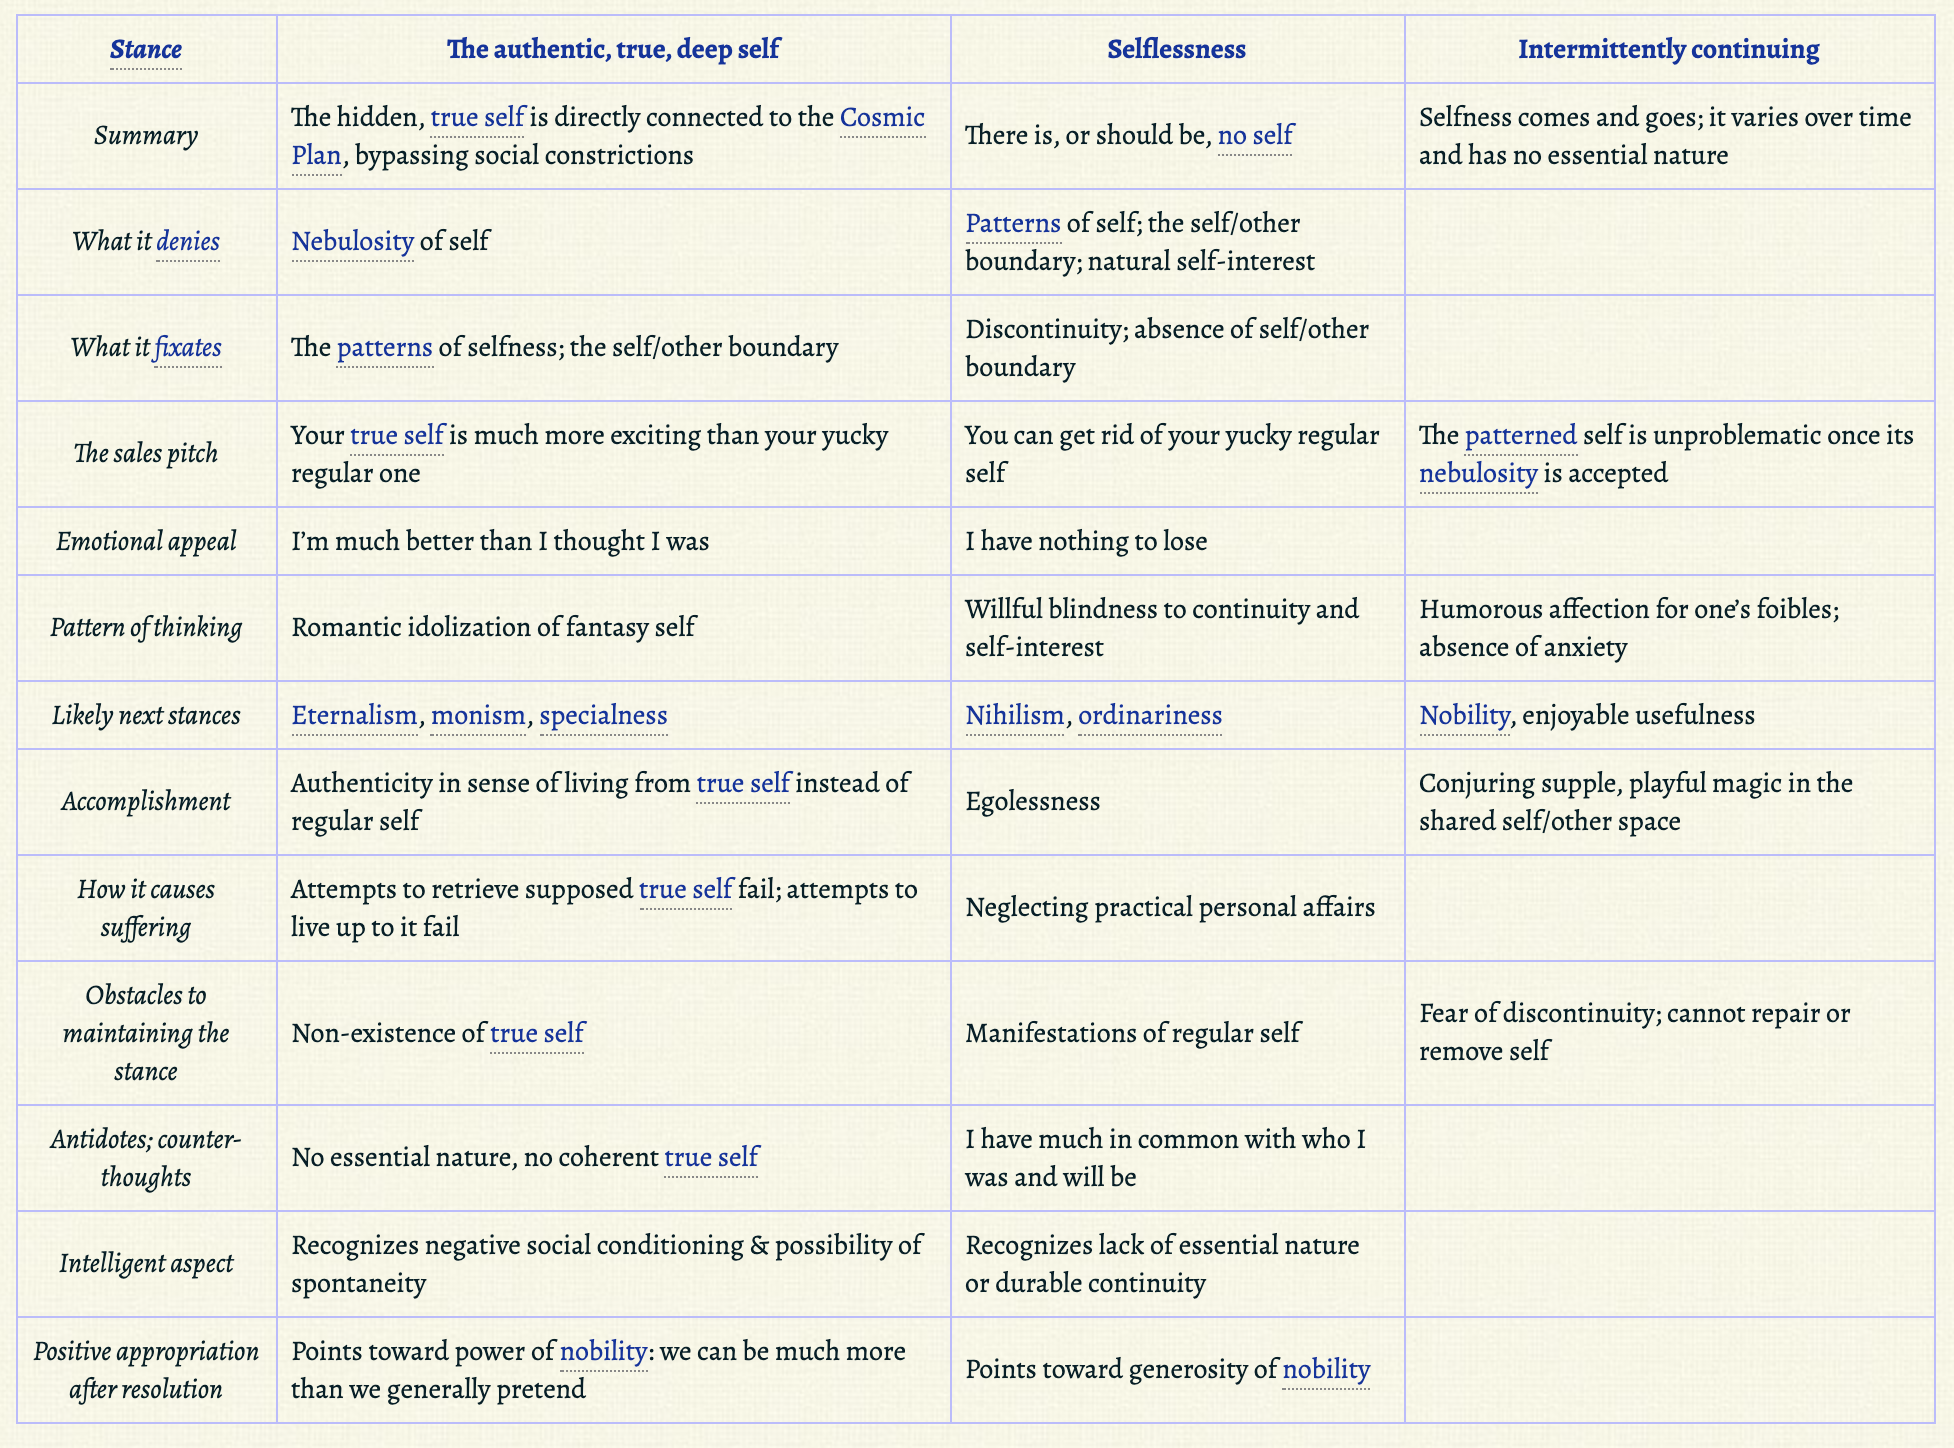 Stance
The authentic, true, deep self
Selflessness
Intermittently continuing
Summary
The hidden, true self is directly connected to the Cosmic
Plan, bypassing social constrictions
There is, or should be, no self
Selfness comes and goes; it varies over time
and has no essential nature
What it denies
Nebulosity of self
Patterns of self; the self/other
boundary; natural self-interest
What it fixates
The patterns of selfness; the self/other boundary
Discontinuity; absence of self/other
boundary
The sales pitch
Your true self is much more exciting than your yucky
regular one
You can get rid of your yucky regular
self
The patterned self is unproblematic once its
nebulosity is accepted
Emotional appeal
I’m much better than I thought I was
I have nothing to lose
Pattern of thinking
Romantic idolization of fantasy self
Willful blindness to continuity and
self-interest
Humorous affection for one’s foibles;
absence of anxiety
Likely next stances
Eternalism, monism, specialness
Nihilism, ordinariness
Nobility, enjoyable usefulness
Accomplishment
Authenticity in sense of living from true self instead of
regular self
Egolessness
Conjuring supple, playful magic in the
shared self/other space
How it causes
suffering
Attempts to retrieve supposed true self fail; attempts to
live up to it fail
Neglecting practical personal affairs
Obstacles to
maintaining the
stance
Non-existence of true self
Manifestations of regular self
Fear of discontinuity; cannot repair or
remove self
Antidotes; counter-
thoughts
No essential nature, no coherent true self
I have much in common with who I
was and will be
Intelligent aspect
Recognizes negative social conditioning & possibility of
spontaneity
Recognizes lack of essential nature
or durable continuity
Positive appropriation
after resolution
Points toward power of nobility: we can be much more
than we generally pretend
Points toward generosity of nobility